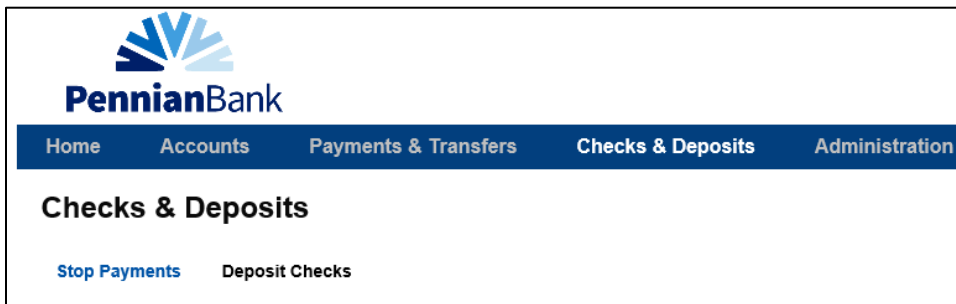 PennianBank
Home Accounts Payments & Transfers Checks & Deposits Administration
Checks & Deposits
Stop Payments Deposit Checks